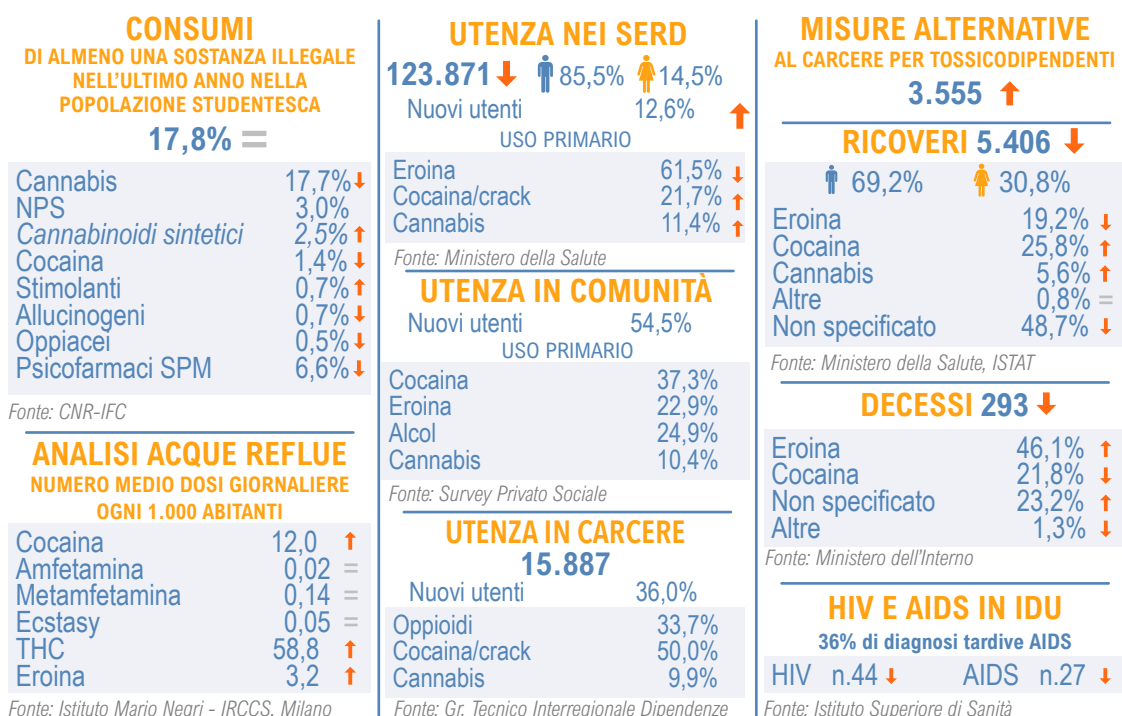 CONSUMI
DI ALMENO UNA SOSTANZA ILLEGALE
NELL'ULTIMO ANNO NELLA
POPOLAZIONE STUDENTESCA
17,8% =
Cannabis 17,7%
NPS 3,0%
Cannabinoidi sintetici 2,5%
Cocaina 1,4%
Stimolanti 0,7%
Allucinogeni 0,7%
Oppiacei 0,5%
Psicofarmaci SPM 6,6%
Fonte: CNR-IFC
ANALISI ACQUE REFLUE
NUMERO MEDIO DOSI GIORNALIERE
OGNI 1.000 ABITANTI
Cocaina 12,0
Amfetamina 0,02 =
Metamfetamina 0,14 =
Ecstasy 0,05 =
THC 58,8
Eroina 3,2
Fonte: Istituto Mario Negri - IRCCS, Milano
UTENZA NEI SERD
123.871 85,5% 14,5%
Nuovi utenti 12,6%
USO PRIMARIO
Eroina 61,5%
Cocaina/crack 21,7%
Cannabis 11,4%
Fonte: Ministero della Salute
UTENZA IN COMUNITÀ
Nuovi utenti 54,5%
USO PRIMARIO
Cocaina 37,3%
Eroina 22,9%
Alcol 24,9%
Cannabis 10,4%
Fonte: Survey Privato Sociale
UTENZA IN CARCERE
15.887
Nuovi utenti 36,0%
Oppioidi 33,7%
Cocaina/crack 50,0%
Cannabis 9,9%
Fonte: Gr. Tecnico Interregionale Dipendenze
MISURE ALTERNATIVE
AL CARCERE PER TOSSICODIPENDENTI
3.555
RICOVERI 5.406
69,2% 30,8%
Eroina 19,2%
Cocaina 25,8%
Cannabis 5,6%
Altre 0,8% =
Non specificato 48,7%
Fonte: Ministero della Salute, ISTAT
DECESSI 293
Eroina 46,1%
Cocaina 21,8%
Non specificato 23,2%
Altre 1,3%
Fonte: Ministero dell'Interno
HIV E AIDS IN IDU
36% di diagnosi tardive AIDS
HIV n.44 AIDS n.27
Fonte: Istituto Superiore di Sanità